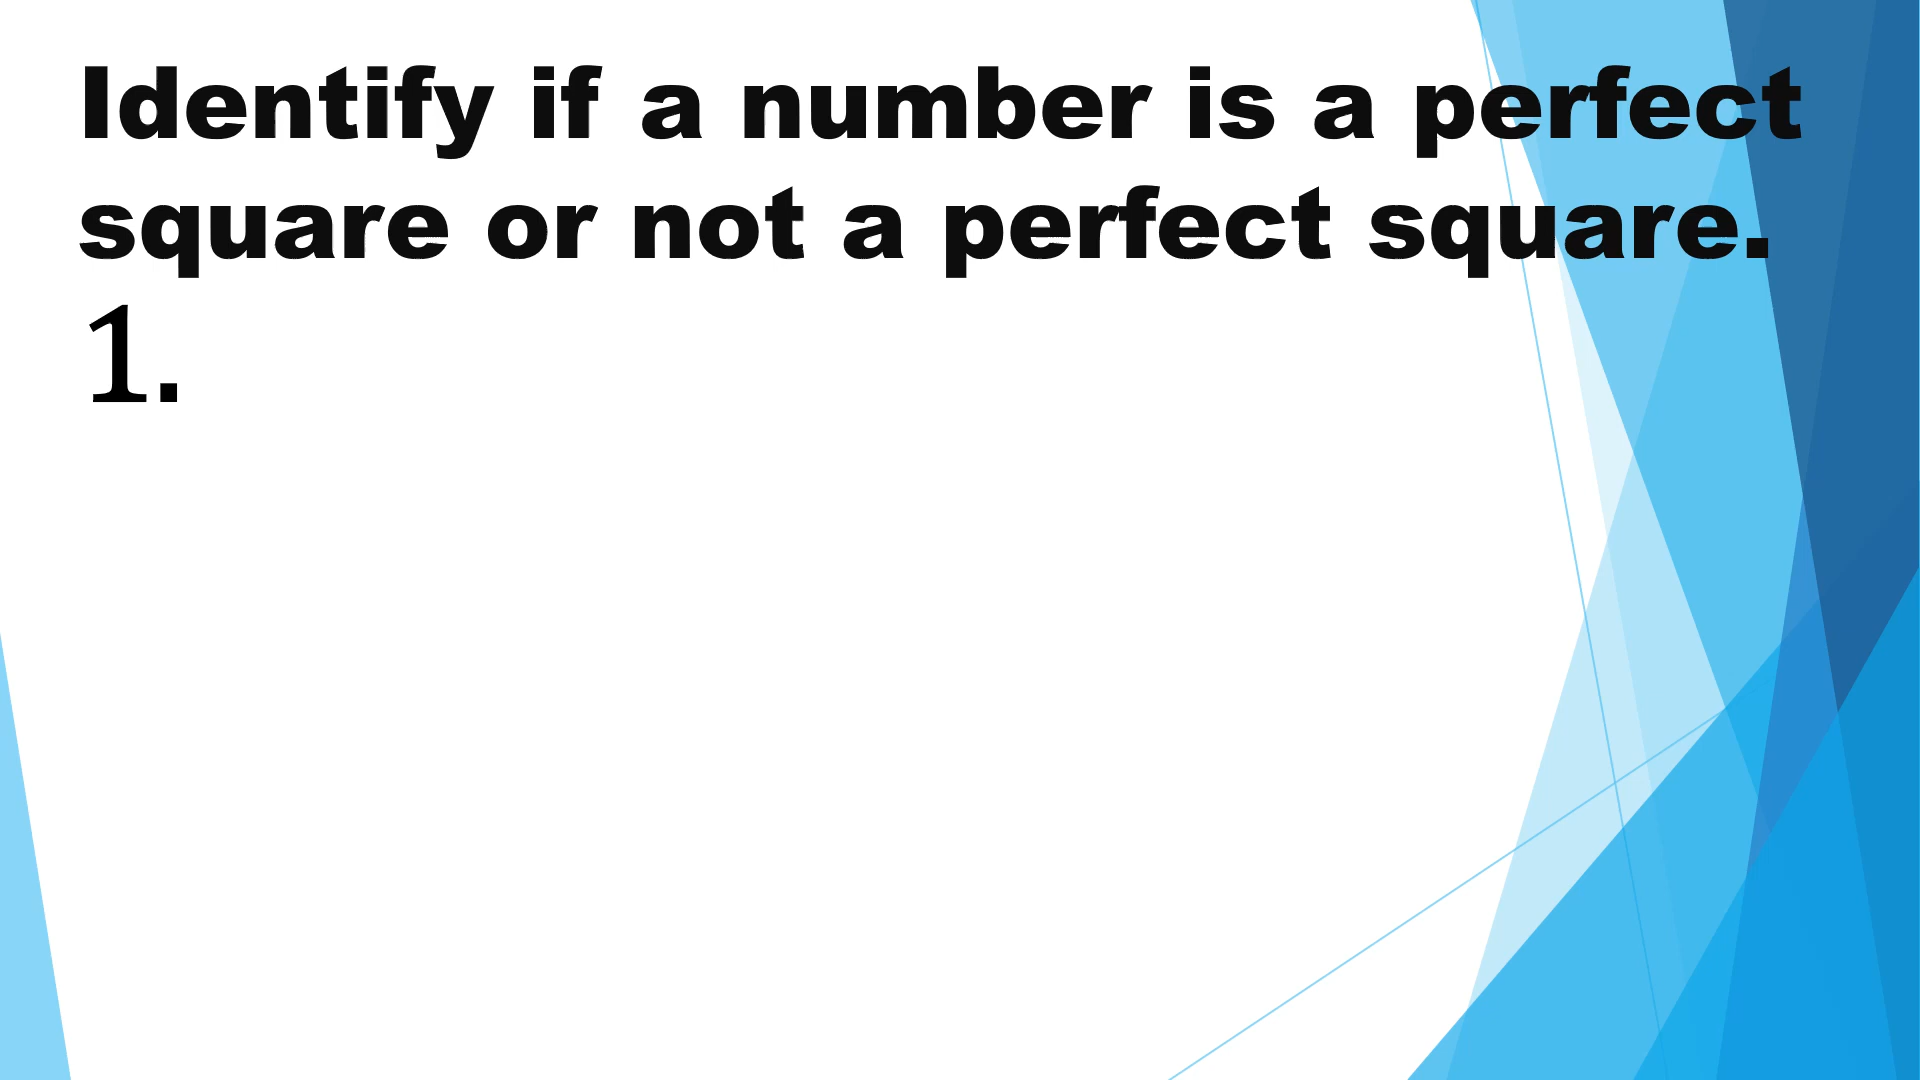 Identify if a number is a perfect
square or not a perfect square.
1.